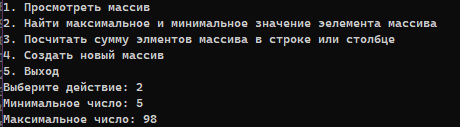 1. Просмотреть массив
2. Найти максимальное и минимальное значение эелемента массива
3. Посчитать сумму элментов массива в строке или столбце
4. Создать новый массив
5. Выход
Выберите действие: 2
Минимальное число: 5
Максимальное число: 98